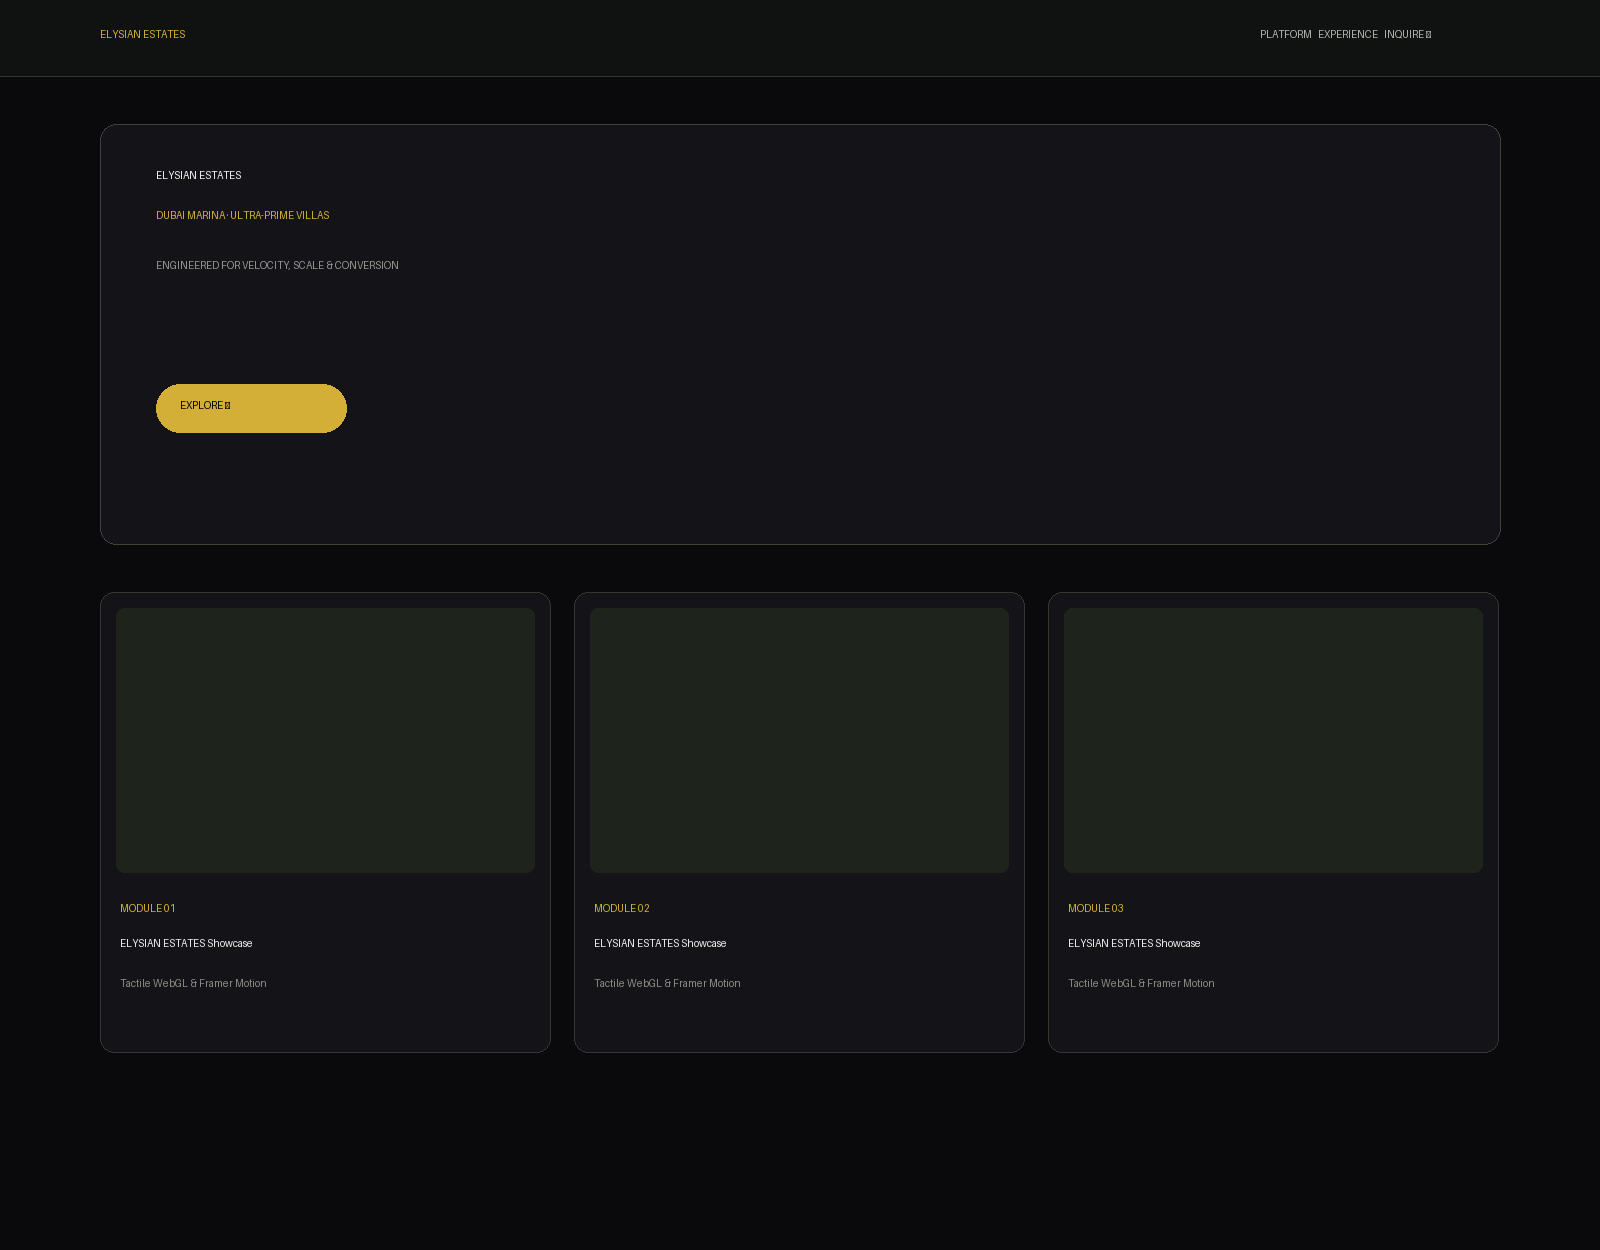 ELYSIAN ESTATES
PLATFORM EXPERIENCE INQUIRE
ELYSIAN ESTATES
DUBAI MARINA · ULTRA-PRIME VILLAS
ENGINEERED FOR VELOCITY, SCALE & CONVERSION
EXPLORE
MODULE 01
ELYSIAN ESTATES Showcase
Tactile WebGL & Framer Motion
MODULE 02
ELYSIAN ESTATES Showcase
Tactile WebGL & Framer Motion
MODULE 03
ELYSIAN ESTATES Showcase
Tactile WebGL & Framer Motion